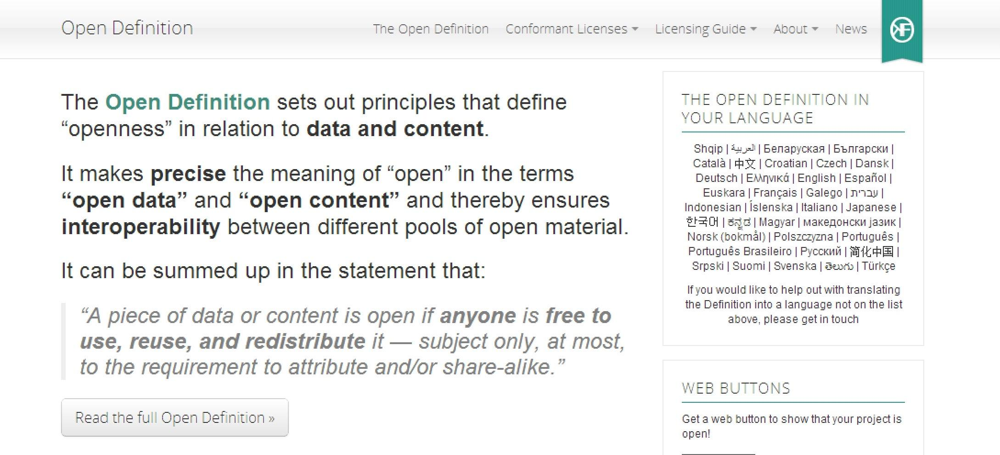 Open Definition
The Open Definition
Conformant Licenses
Licensing Guide
About
News
The Open Definition sets out principles that define
“openness” in relation to data and content.
It makes precise the meaning of “open” in the terms
“open data” and “open content” and thereby ensures
interoperability between different pools of open material.
It can be summed up in the statement that:
“A piece of data or content is open if anyone is free to
use, reuse, and redistribute it — subject only, at most,
to the requirement to attribute and/or share-alike.”
Read the full Open Definition »
THE OPEN DEFINITION IN
YOUR LANGUAGE
Shqip | العربية | Беларуская | Български |
Català | 中文 | Croatian | Czech | Dansk |
Deutsch | Ελληνικά | English | Español |
Euskara | Français | Galego | עברית |
Indonesian | Íslenska | Italiano | Japanese |
한국어 | ಕನ್ನಡ | Magyar | македонски јазик |
Norsk (bokmål) | Polszczyzna | Português |
Português Brasileiro | Русский | 简化中国 |
Srpski | Suomi | Svenska | తెలుగు | Türkçe
If you would like to help out with translating
the Definition into a language not on the list
above, please get in touch
WEB BUTTONS
Get a web button to show that your project is
open!